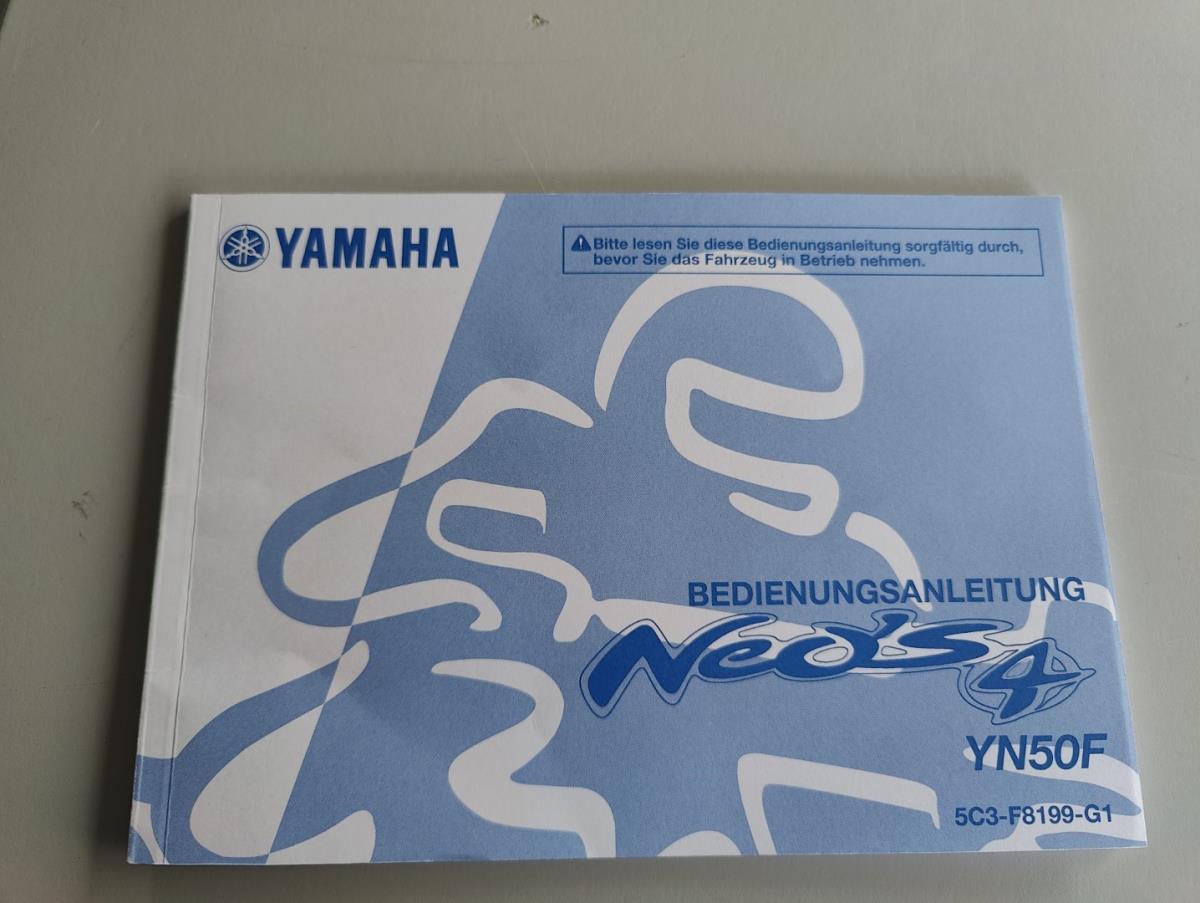 YAMAHA
Bitte lesen Sie diese Bedienungsanleitung sorgfältig durch,
bevor Sie das Fahrzeug in Betrieb nehmen.
BEDIENUNGSANLEITUNG
Neo's 4
YN50F
5C3-F8199-G1